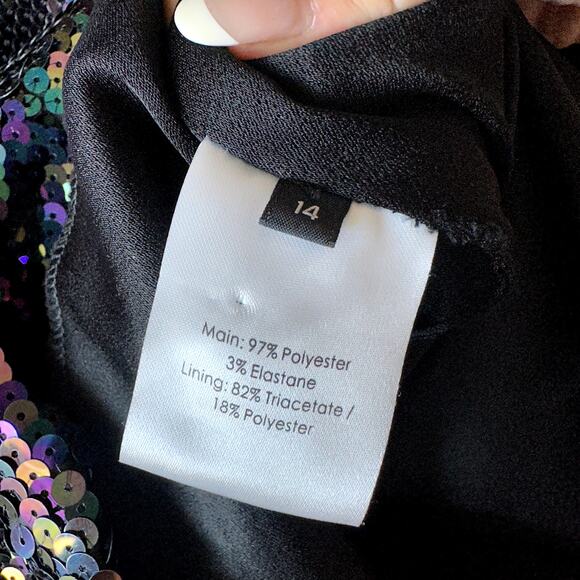 14
Main: 97% Polyester
3% Elastane
Lining: 82% Triacetate /
18% Polyester